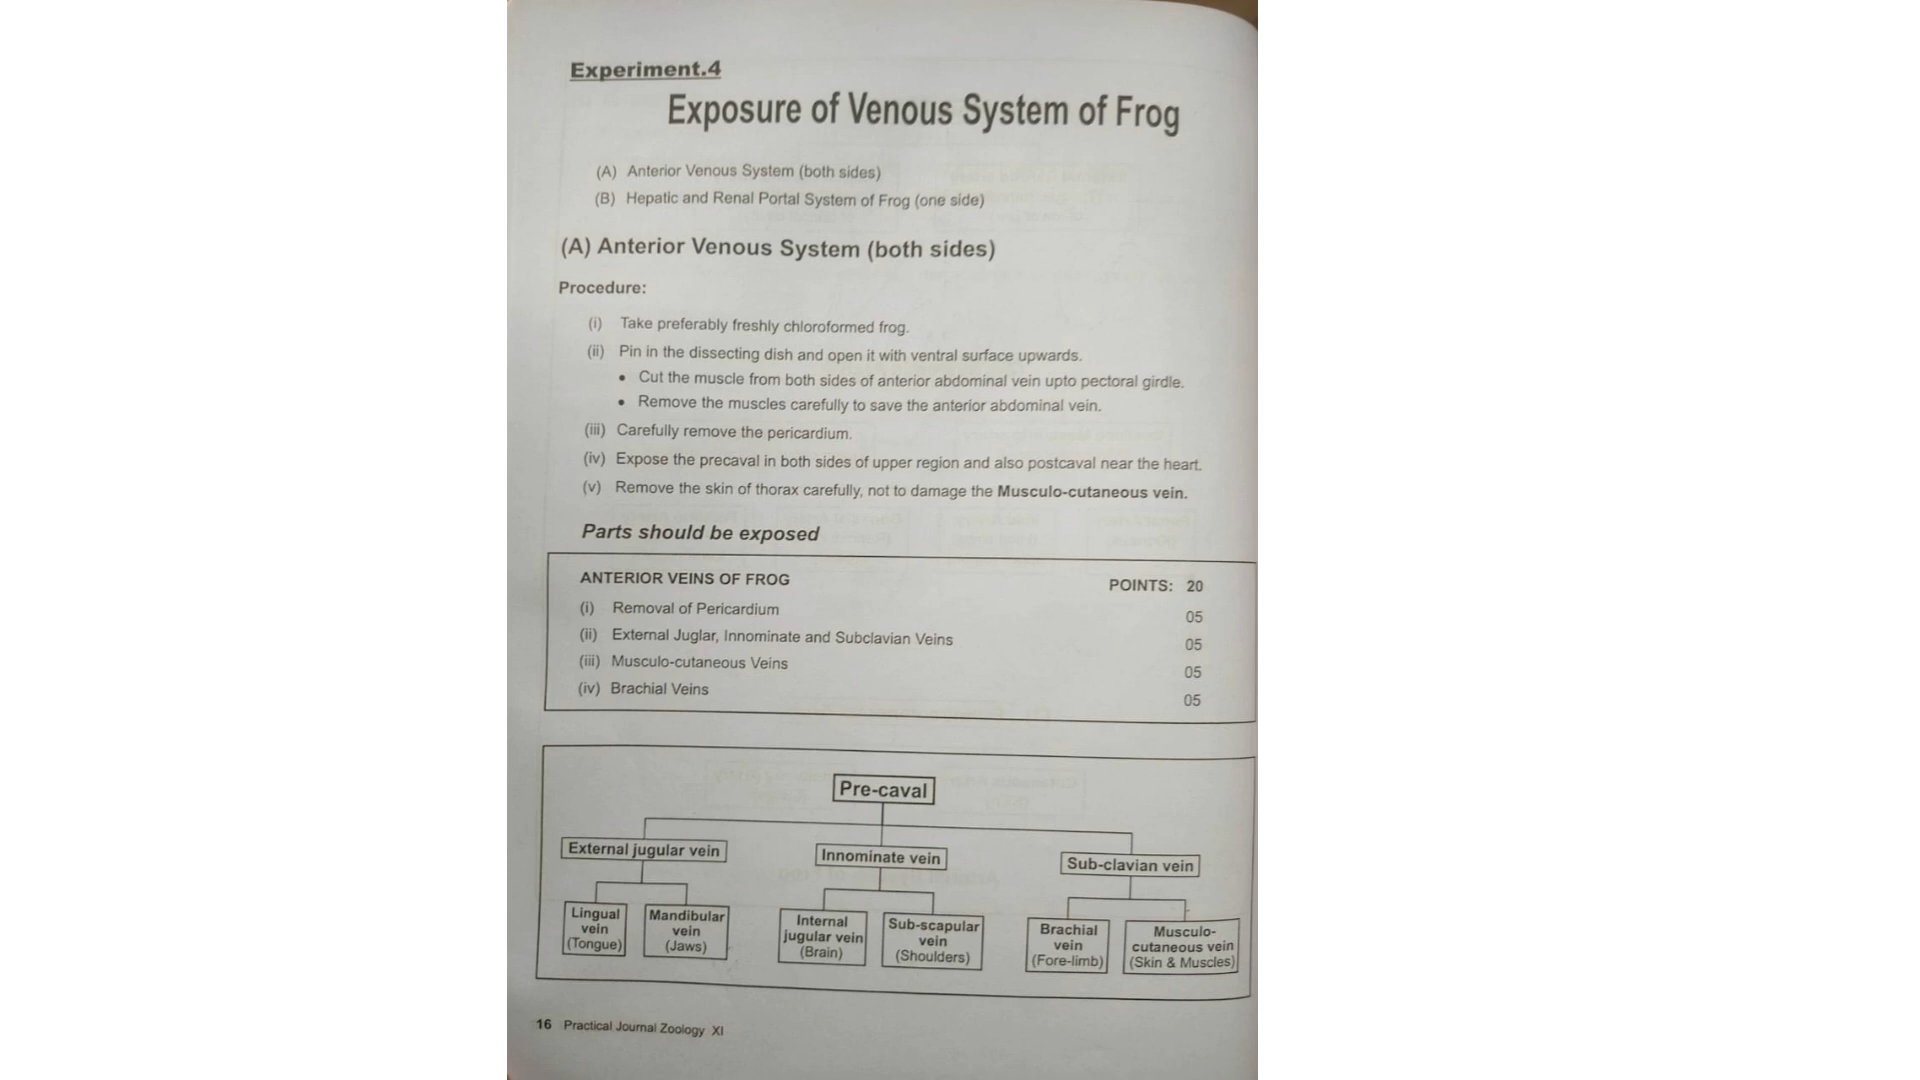 Experiment.4
Exposure of Venous System of Frog
(A) Anterior Venous System (both sides)
(B) Hepatic and Renal Portal System of Frog (one side)
(A) Anterior Venous System (both sides)
Procedure:
(i) Take preferably freshly chloroformed frog.
(ii) Pin in the dissecting dish and open it with ventral surface upwards.
• Cut the muscle from both sides of anterior abdominal vein upto pectoral girdle.
• Remove the muscles carefully to save the anterior abdominal vein.
(iii) Carefully remove the pericardium.
(iv) Expose the precaval in both sides of upper region and also postcaval near the heart.
(v) Remove the skin of thorax carefully, not to damage the Musculo-cutaneous vein.
Parts should be exposed
ANTERIOR VEINS OF FROG POINTS: 20
(i) Removal of Pericardium 05
(ii) External Juglar, Innominate and Subclavian Veins 05
(iii) Musculo-cutaneous Veins 05
(iv) Brachial Veins 05
Pre-caval
External jugular vein
Innominate vein
Sub-clavian vein
Lingual
vein
(Tongue)
Mandibular
vein
(Jaws)
Internal
jugular vein
(Brain)
Sub-scapular
vein
(Shoulders)
Brachial
vein
(Fore-limb)
Musculo-
cutaneous vein
(Skin & Muscles)
16 Practical Journal Zoology XI